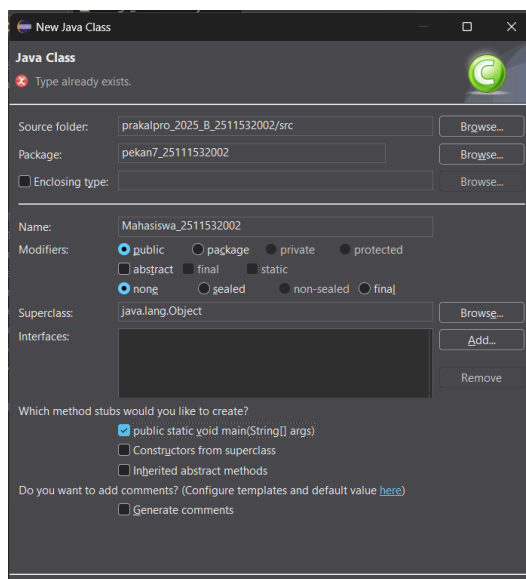 New Java Class
Java Class
Type already exists.
Source folder: prakalpro_2025_B_2511532002/src Browse...
Package: pekan7_25111532002 Browse...
Enclosing type: Browse...
Name: Mahasiswa_2511532002
Modifiers: public package private protected
abstract final static
none sealed non-sealed final
Superclass: java.lang.Object Browse...
Interfaces: Add...
Remove
Which method stubs would you like to create?
public static void main(String[] args)
Constructors from superclass
Inherited abstract methods
Do you want to add comments? (Configure templates and default value here)
Generate comments